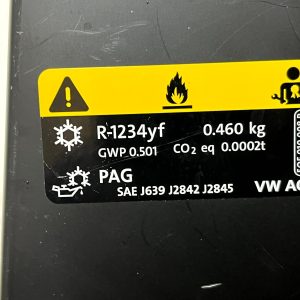 R-1234yf 0.460 kg
GWP 0.501 CO2 eq 0.0002t
PAG
SAE J639 J2842 J2845 VW AG